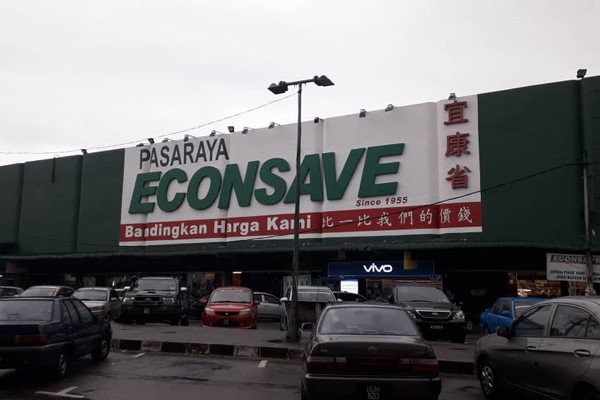 PASARAYA
ECONSAVE
Since 1955
Bandingkan Harga Kami 比一比我們的價錢
宜康省
vivo
ECONSAVE